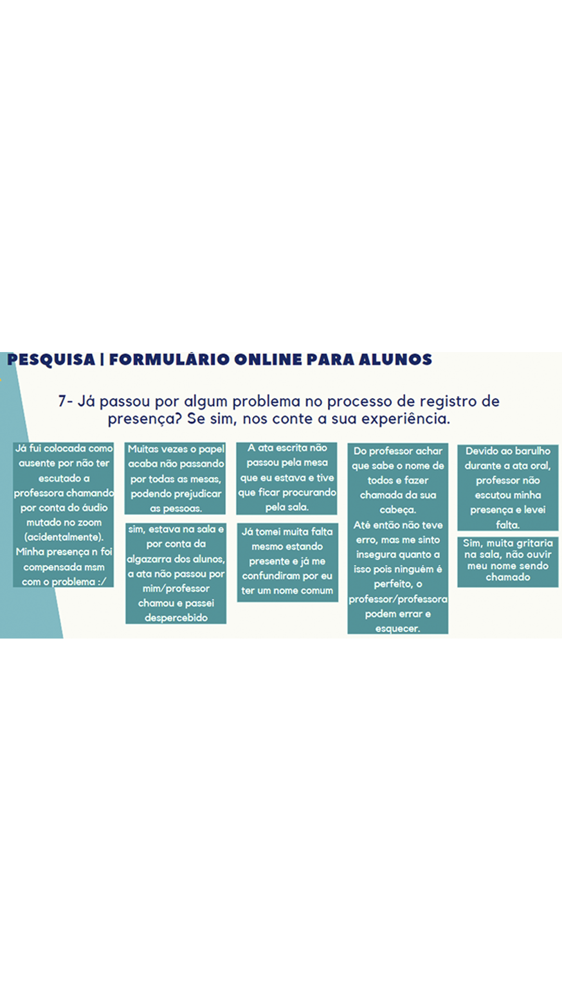 PESQUISA | FORMULÁRIO ONLINE PARA ALUNOS
7- Já passou por algum problema no processo de registro de
presença? Se sim, nos conte a sua experiência.
Já fui colocada como
ausente por não ter
escutado a
professora chamando
por conta do áudio
mutado no zoom
(acidentalmente).
Minha presença n foi
compensada msm
com o problema :/
Muitas vezes o papel
acaba não passando
por todas as mesas,
podendo prejudicar
as pessoas.
sim, estava na sala e
por conta da
algazarra dos alunos,
a ata não passou por
mim/professor
chamou e passei
despercebido
A ata escrita não
passou pela mesa
que eu estava e tive
que ficar procurando
pela sala.
Já tomei muita falta
mesmo estando
presente e já me
confundiram por eu
ter um nome comum
Do professor achar
que sabe o nome de
todos e fazer
chamada da sua
cabeça.
Até então não teve
erro, mas me sinto
insegura quanto a
isso pois ninguém é
perfeito, o
professor/professora
podem errar e
esquecer.
Devido ao barulho
durante a ata oral,
professor não
escutou minha
presença e levei
falta.
Sim, muita gritaria
na sala, não ouvir
meu nome sendo
chamado